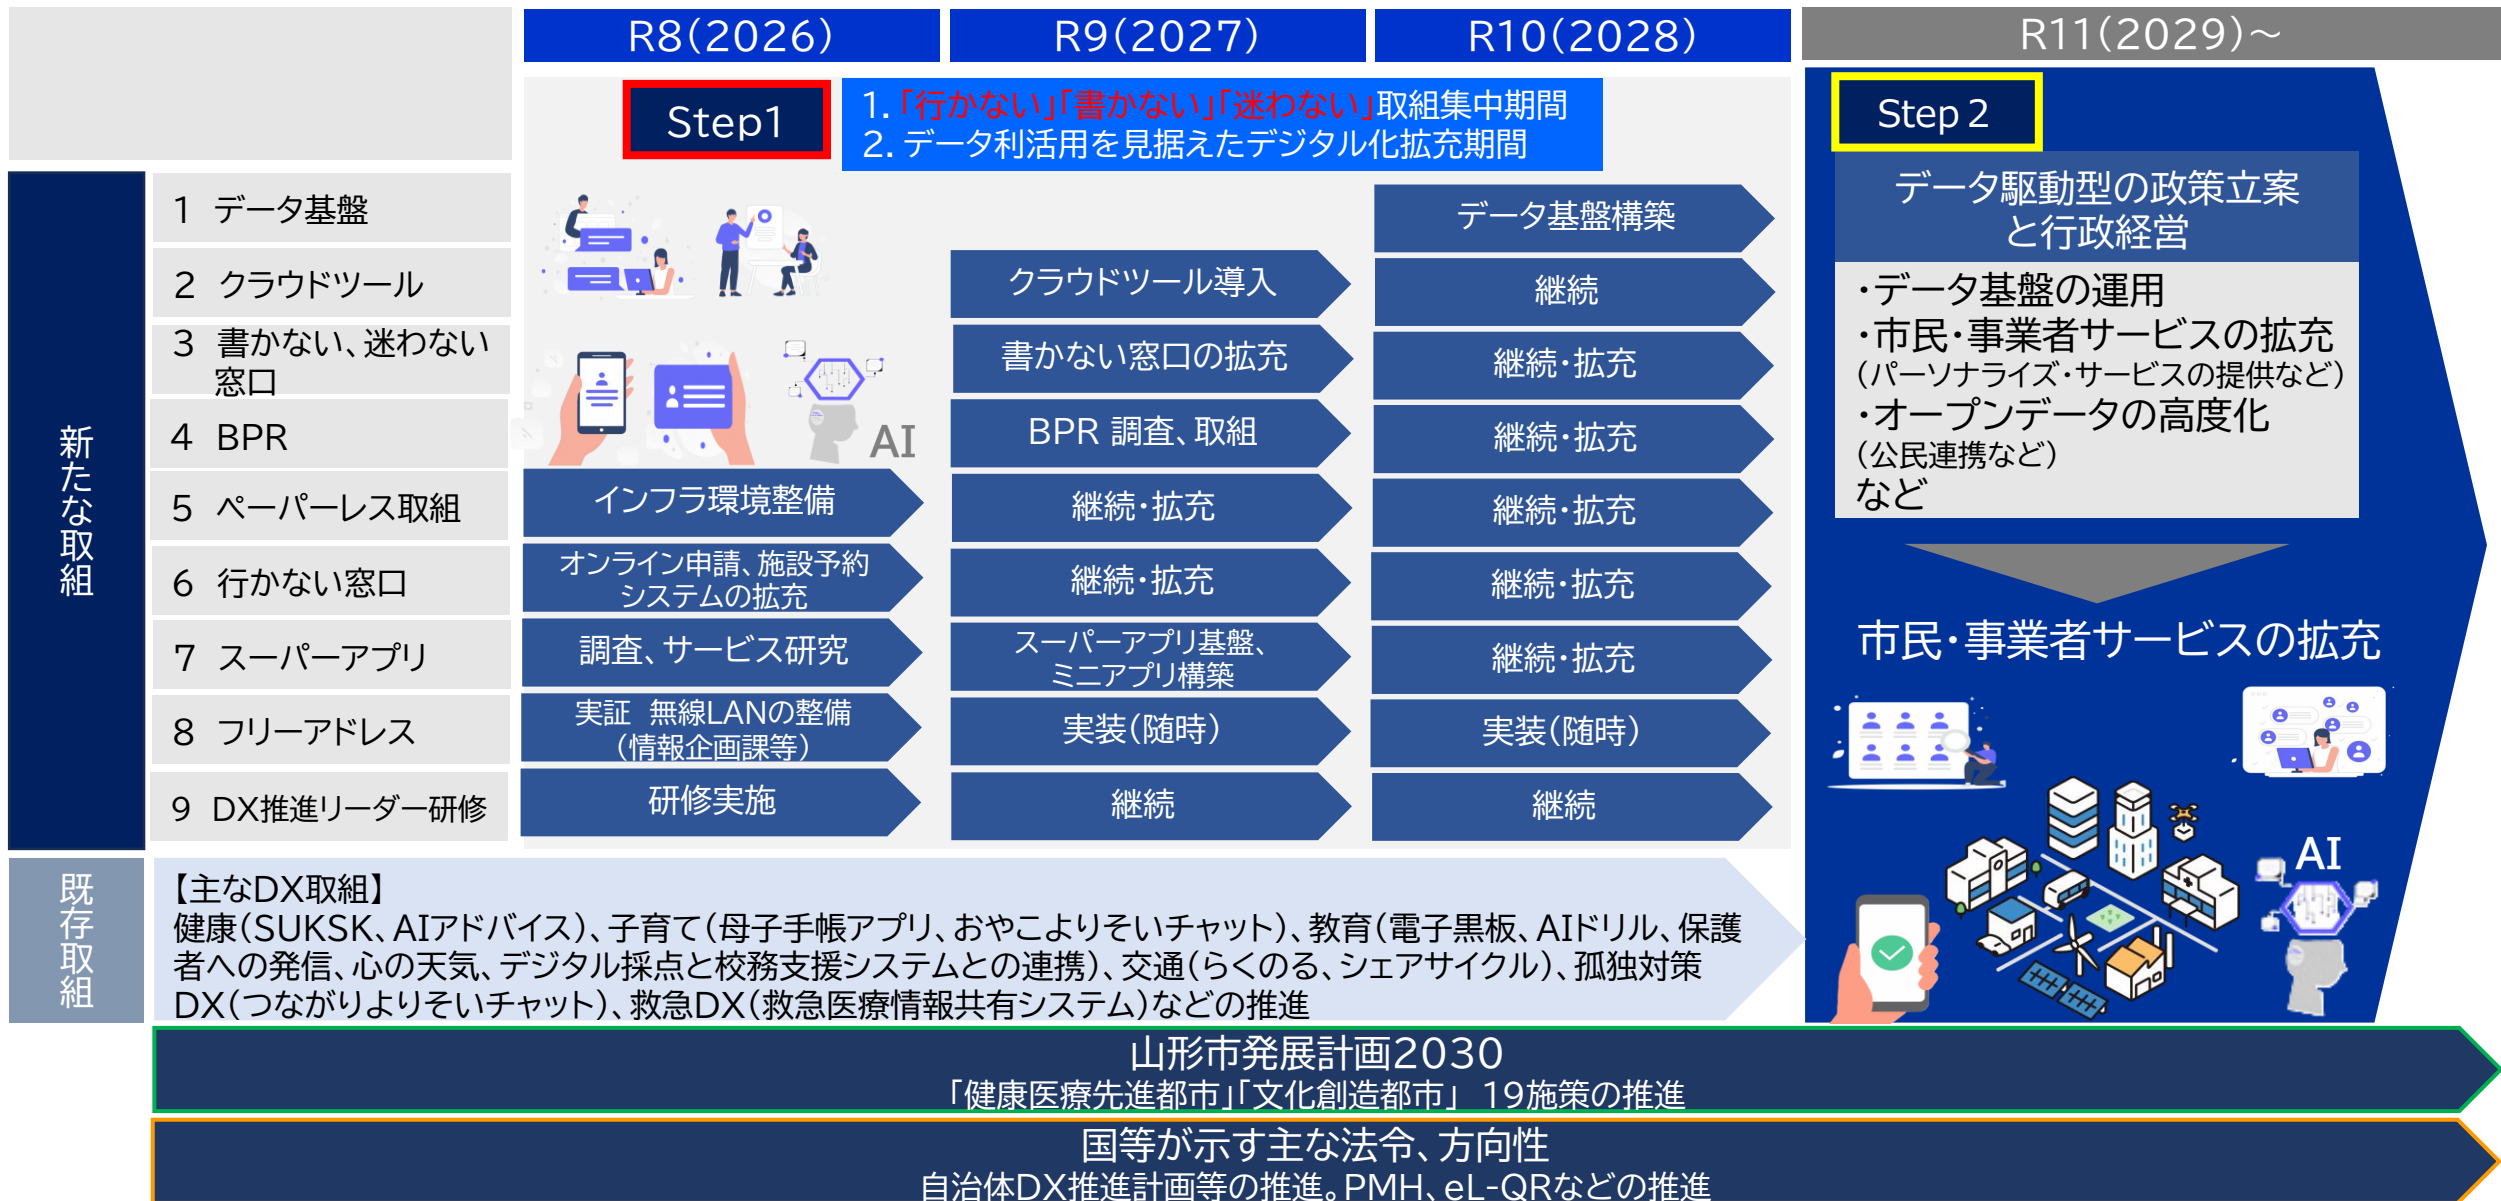 R8(2026)
R9(2027)
R10(2028)
R11(2029)～
Step1
1．「行かない」「書かない」「迷わない」取組集中期間
2．データ利活用を見据えたデジタル化拡充期間
Step 2
データ駆動型の政策立案
と行政経営
・データ基盤の運用
・市民・事業者サービスの拡充
（パーソナライズ・サービスの提供など）
・オープンデータの高度化
（公民連携など）
など
市民・事業者サービスの拡充
AI
新たな取組
1 データ基盤
データ基盤構築
2 クラウドツール
クラウドツール導入
継続
3 書かない、迷わない
窓口
書かない窓口の拡充
継続・拡充
4 BPR
AI
BPR 調査、取組
継続・拡充
5 ペーパーレス取組
インフラ環境整備
継続・拡充
継続・拡充
6 行かない窓口
オンライン申請、施設予約
システムの拡充
継続・拡充
継続・拡充
7 スーパーアプリ
調査、サービス研究
スーパーアプリ基盤、
ミニアプリ構築
継続・拡充
8 フリーアドレス
実証 無線LANの整備
（情報企画課等）
実装（随時）
実装（随時）
9 DX推進リーダー研修
研修実施
継続
継続
既存取組
【主なDX取組】
健康（SUKSK、AIアドバイス）、子育て（母子手帳アプリ、おやこよりそいチャット）、教育（電子黒板、AIドリル、保護
者への発信、心の天気、デジタル採点と校務支援システムとの連携）、交通（らくのる、シェアサイクル）、孤独対策
DX（つながりよりそいチャット）、救急DX（救急医療情報共有システム）などの推進
山形市発展計画2030
「健康医療先進都市」「文化創造都市」 19施策の推進
国等が示す主な法令、方向性
自治体DX推進計画等の推進。PMH、eL-QRなどの推進